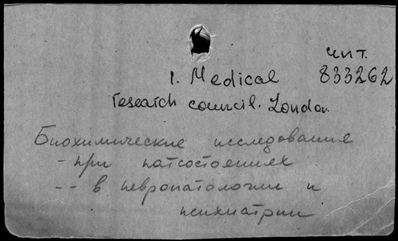 чит.
1. Medical 833262
research council. London
Биохимические исследования
- при патсостояниях
-- в невропатологии и
психиатрии